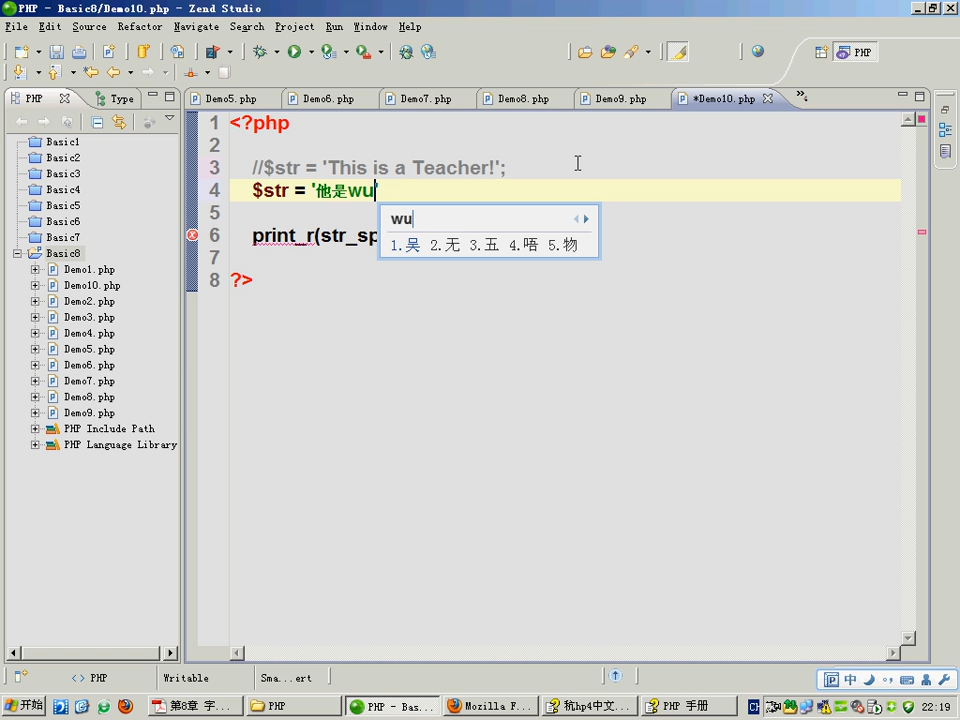 PHP - Basic8/Demo10.php - Zend Studio
File Edit Source Refactor Navigate Search Project Run Window Help
PHP
PHP Type
Demo5.php Demo6.php Demo7.php Demo8.php Demo9.php *Demo10.php
Basic1
Basic2
Basic3
Basic4
Basic5
Basic6
Basic7
Basic8
Demo1.php
Demo10.php
Demo2.php
Demo3.php
Demo4.php
Demo5.php
Demo6.php
Demo7.php
Demo8.php
Demo9.php
PHP Include Path
PHP Language Library
1 <?php
2
3 //$str = 'This is a Teacher!';
4 $str = '他是wu'
5
6 print_r(str_sp
7
8 ?>
wu
1.吴 2.无 3.五 4.唔 5.物
<> PHP Writable Sma...ert
中
开始 第8章 字... PHP PHP - Bas... Mozilla F... 杭hp4中文... PHP 手册 22:19